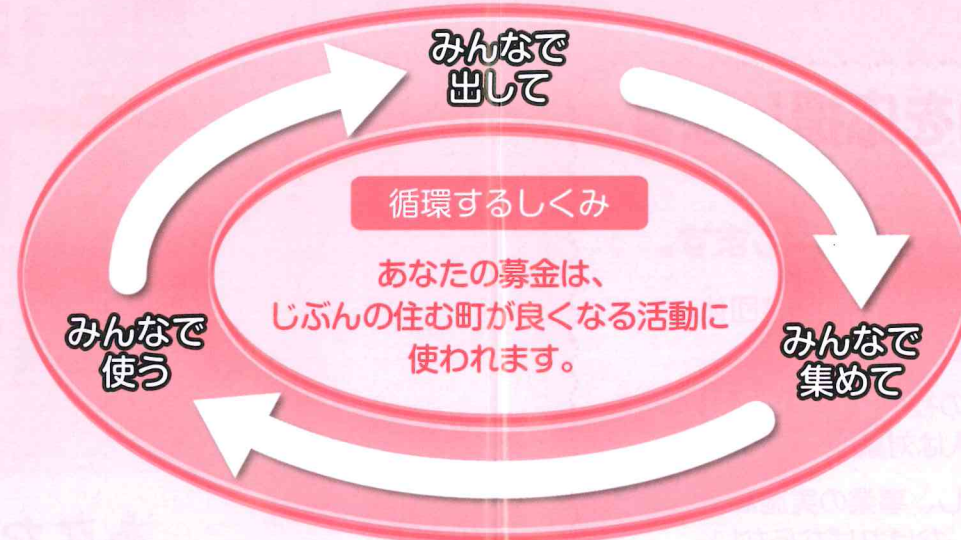 みんなで
出して
循環するしくみ
あなたの募金は、
じぶんの住む町が良くなる活動に
使われます。
みんなで
使う
みんなで
集めて